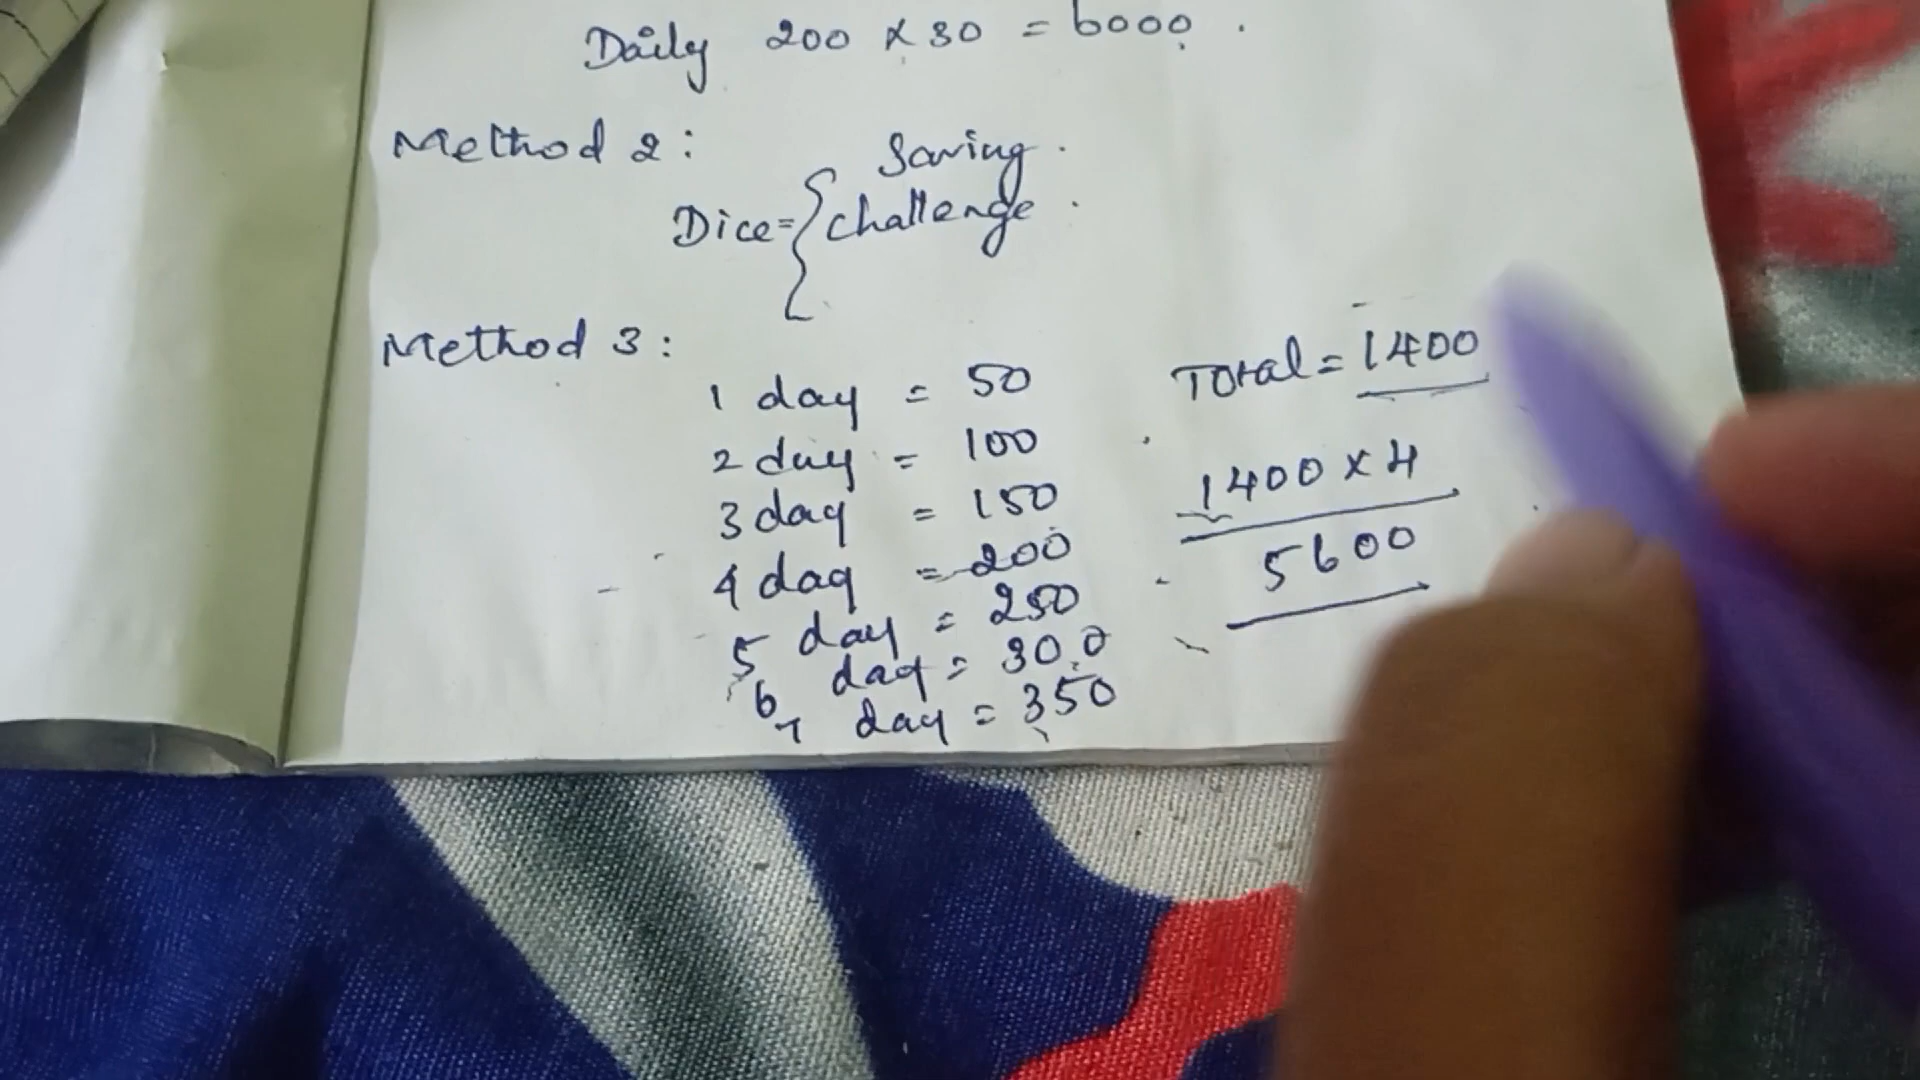 Daily 200 x 30 = 6000.
Method 2:
Saving
Dice = { challenge
Method 3:
1 day = 50
2 day = 100
3 day = 150
4 day = 200
5 day = 250
6 day = 300
7 day = 350
Total = 1400
1400 x 4
5600